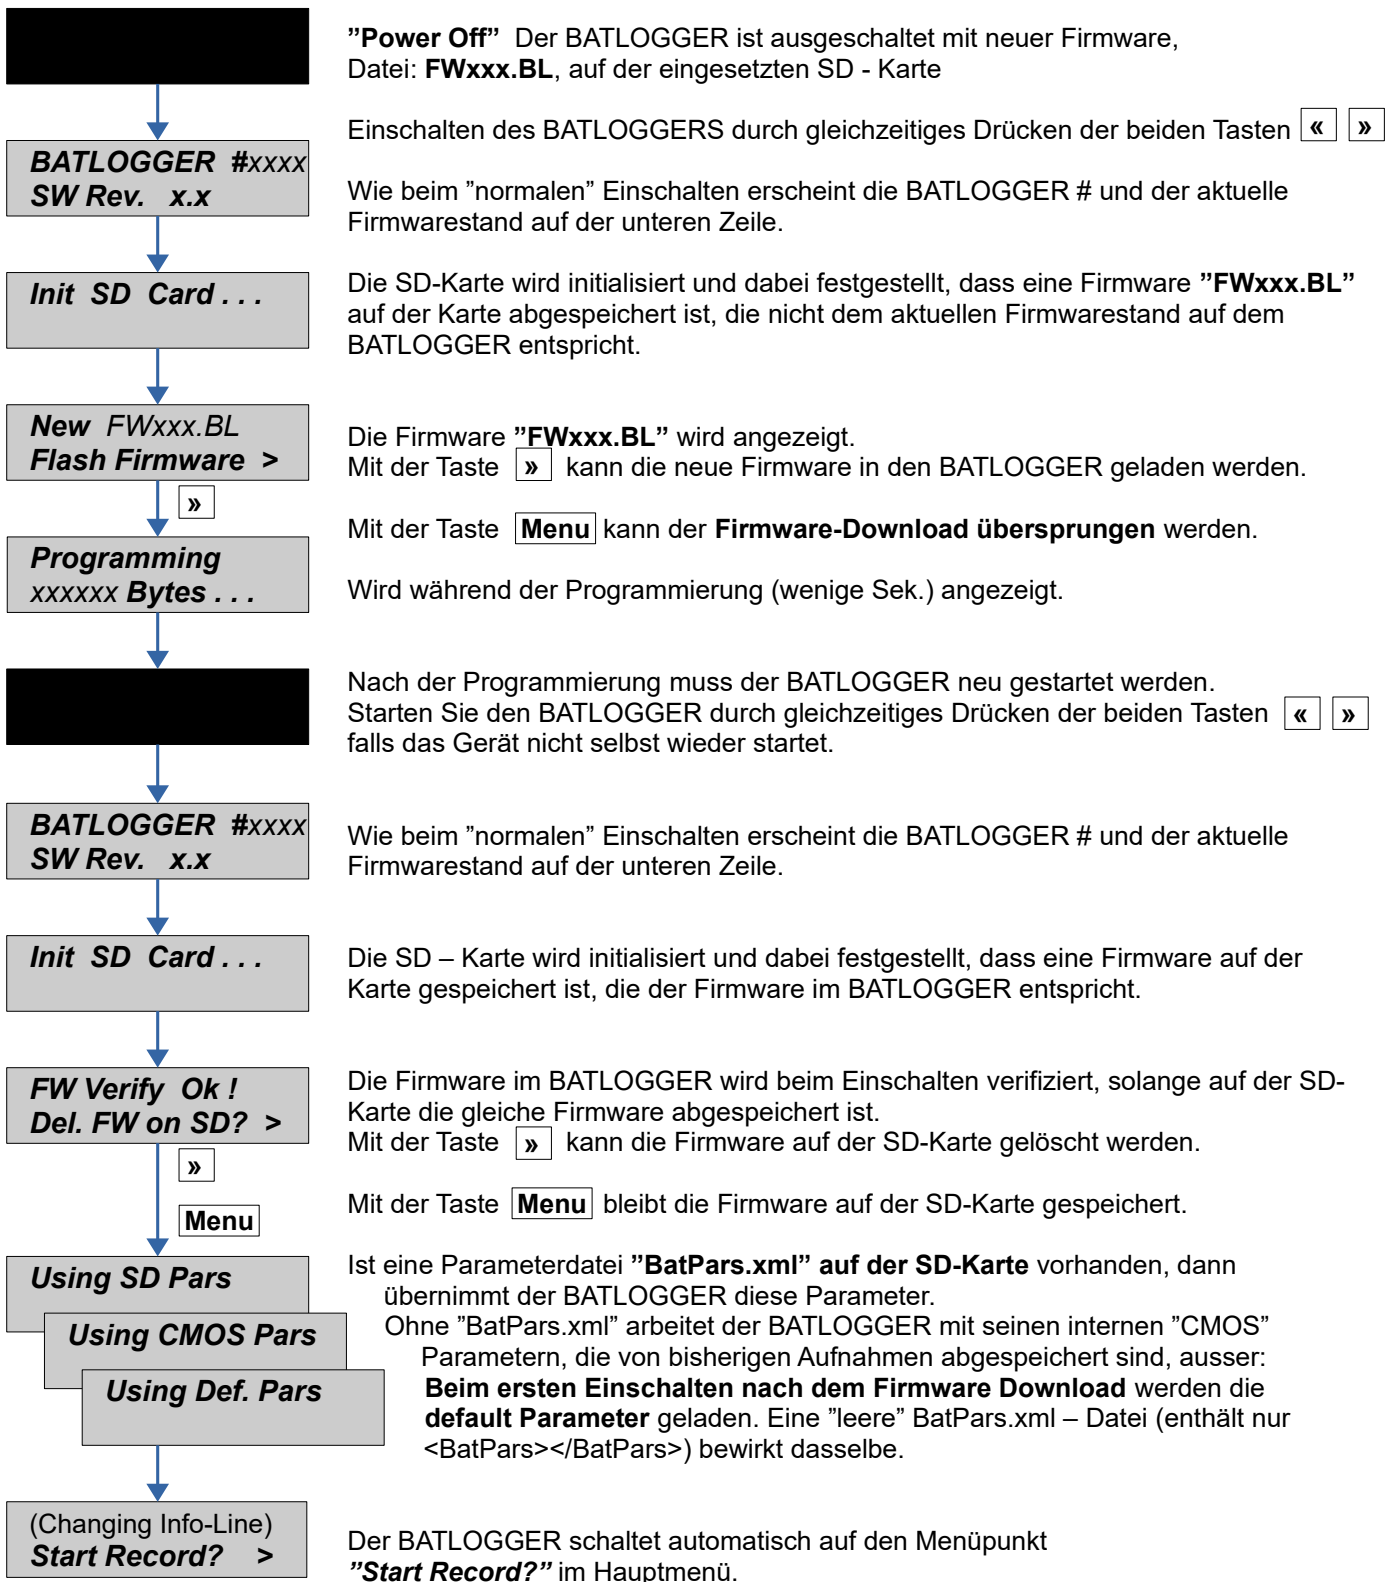 ”Power Off” Der BATLOGGER ist ausgeschaltet mit neuer Firmware,
Datei: FWxxx.BL, auf der eingesetzten SD - Karte
Einschalten des BATLOGGERS durch gleichzeitiges Drücken der beiden Tasten « »
BATLOGGER #xxxx
SW Rev. x.x
Wie beim ”normalen” Einschalten erscheint die BATLOGGER # und der aktuelle
Firmwarestand auf der unteren Zeile.
Init SD Card . . .
Die SD-Karte wird initialisiert und dabei festgestellt, dass eine Firmware ”FWxxx.BL”
auf der Karte abgespeichert ist, die nicht dem aktuellen Firmwarestand auf dem
BATLOGGER entspricht.
New FWxxx.BL
Flash Firmware >
Die Firmware ”FWxxx.BL” wird angezeigt.
Mit der Taste » kann die neue Firmware in den BATLOGGER geladen werden.
»
Mit der Taste Menu kann der Firmware-Download übersprungen werden.
Programming
xxxxxx Bytes . . .
Wird während der Programmierung (wenige Sek.) angezeigt.
Nach der Programmierung muss der BATLOGGER neu gestartet werden.
Starten Sie den BATLOGGER durch gleichzeitiges Drücken der beiden Tasten « »
falls das Gerät nicht selbst wieder startet.
BATLOGGER #xxxx
SW Rev. x.x
Wie beim ”normalen” Einschalten erscheint die BATLOGGER # und der aktuelle
Firmwarestand auf der unteren Zeile.
Init SD Card . . .
Die SD – Karte wird initialisiert und dabei festgestellt, dass eine Firmware auf der
Karte gespeichert ist, die der Firmware im BATLOGGER entspricht.
FW Verify Ok !
Del. FW on SD? >
Die Firmware im BATLOGGER wird beim Einschalten verifiziert, solange auf der SD-
Karte die gleiche Firmware abgespeichert ist.
Mit der Taste » kann die Firmware auf der SD-Karte gelöscht werden.
»
Menu
Mit der Taste Menu bleibt die Firmware auf der SD-Karte gespeichert.
Using SD Pars
Using CMOS Pars
Using Def. Pars
Ist eine Parameterdatei ”BatPars.xml” auf der SD-Karte vorhanden, dann
übernimmt der BATLOGGER diese Parameter.
Ohne ”BatPars.xml” arbeitet der BATLOGGER mit seinen internen ”CMOS”
Parametern, die von bisherigen Aufnahmen abgespeichert sind, ausser:
Beim ersten Einschalten nach dem Firmware Download werden die
default Parameter geladen. Eine ”leere” BatPars.xml – Datei (enthält nur
<BatPars></BatPars>) bewirkt dasselbe.
(Changing Info-Line)
Start Record? >
Der BATLOGGER schaltet automatisch auf den Menüpunkt
”Start Record?” im Hauptmenü.